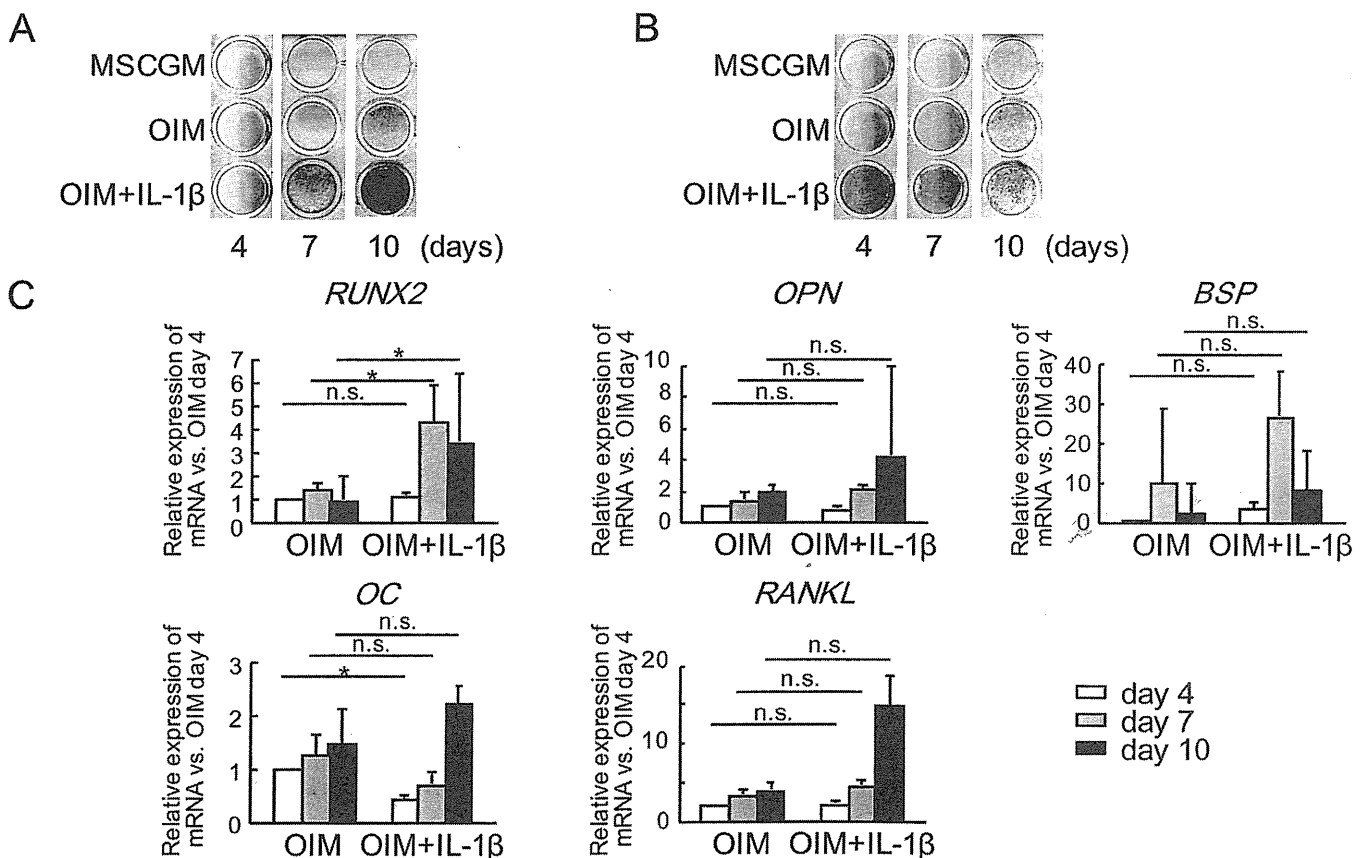 A
MSCGM
OIM
OIM+IL-1β
4 7 10 (days)
B
MSCGM
OIM
OIM+IL-1β
4 7 10 (days)
C
RUNX2
Relative expression of
mRNA vs. OIM day 4
7
6
5
4
3
2
1
0
*
*
n.s.
OIM OIM+IL-1β
OPN
Relative expression of
mRNA vs. OIM day 4
10
8
6
4
2
0
n.s.
n.s.
n.s.
OIM OIM+IL-1β
BSP
Relative expression of
mRNA vs. OIM day 4
40
30
20
10
0
n.s.
n.s.
n.s.
OIM OIM+IL-1β
OC
Relative expression of
mRNA vs. OIM day 4
3
2
1
0
n.s.
n.s.
*
OIM OIM+IL-1β
RANKL
Relative expression of
mRNA vs. OIM day 4
20
15
10
5
0
n.s.
n.s.
n.s.
OIM OIM+IL-1β
day 4
day 7
day 10